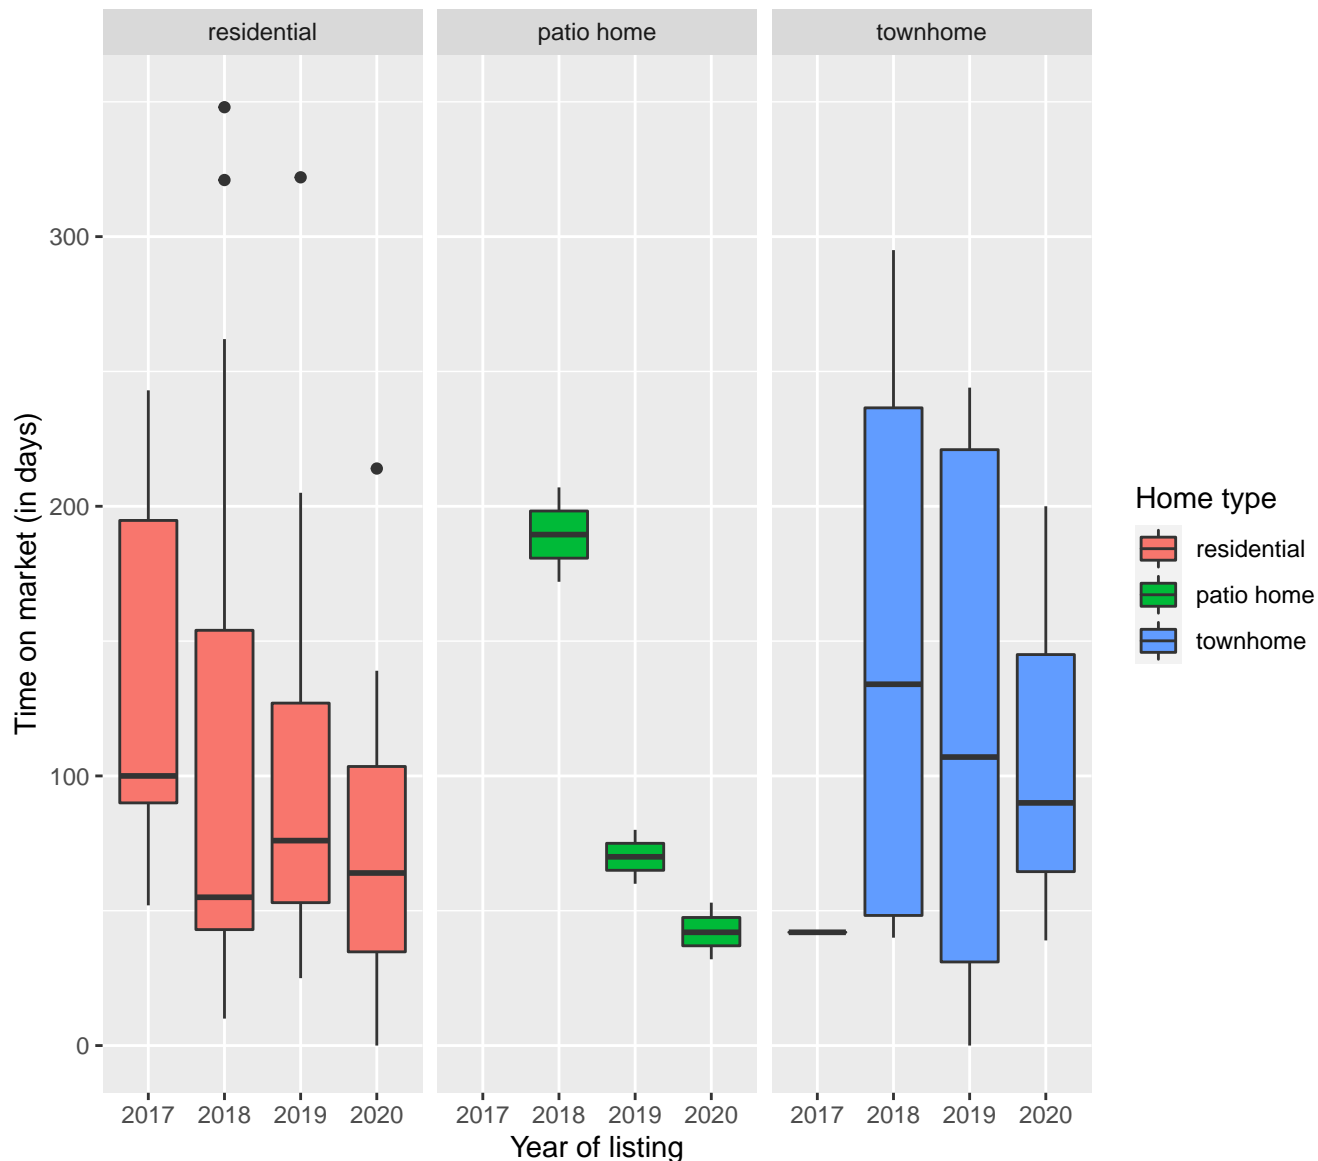 residential patio home townhome
300
200
100
0
Time on market (in days)
2017 2018 2019 2020 2017 2018 2019 2020 2017 2018 2019 2020
Year of listing
Home type
residential
patio home
townhome